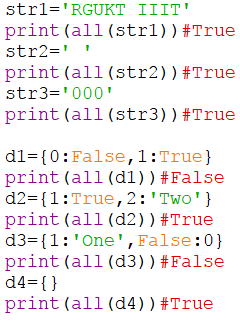 str1='RGUKT IIIT'
print(all(str1))#True
str2=' '
print(all(str2))#True
str3='000'
print(all(str3))#True
d1={0:False,1:True}
print(all(d1))#False
d2={1:True,2:'Two'}
print(all(d2))#True
d3={1:'One',False:0}
print(all(d3))#False
d4={}
print(all(d4))#True